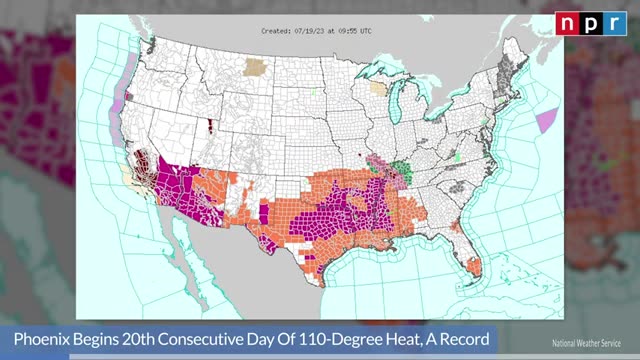 Created: 07/19/23 at 09:55 UTC
npr
Phoenix Begins 20th Consecutive Day Of 110-Degree Heat, A Record
National Weather Service